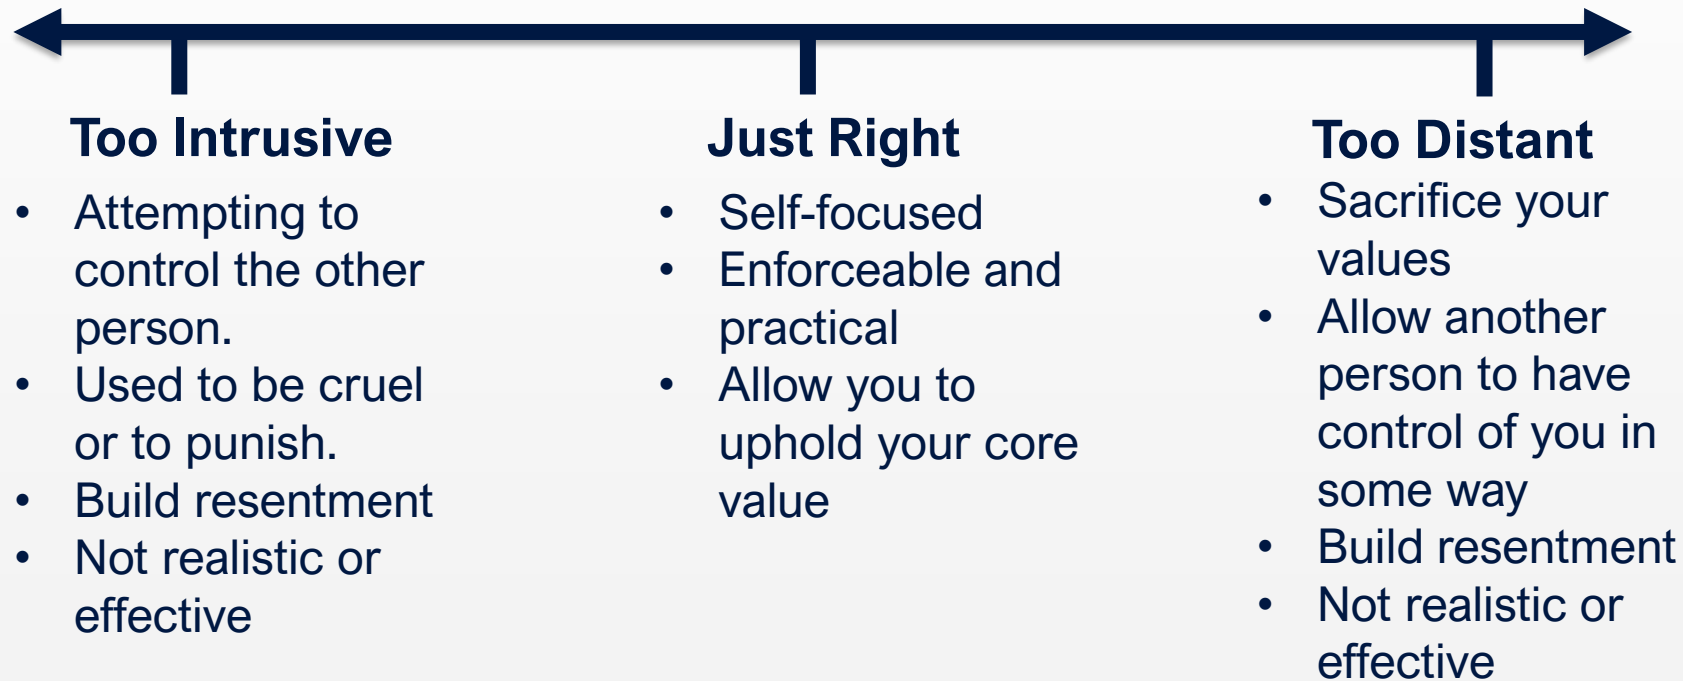 Too Intrusive
• Attempting to
control the other
person.
• Used to be cruel
or to punish.
• Build resentment
• Not realistic or
effective
Just Right
• Self-focused
• Enforceable and
practical
• Allow you to
uphold your core
value
Too Distant
• Sacrifice your
values
• Allow another
person to have
control of you in
some way
• Build resentment
• Not realistic or
effective